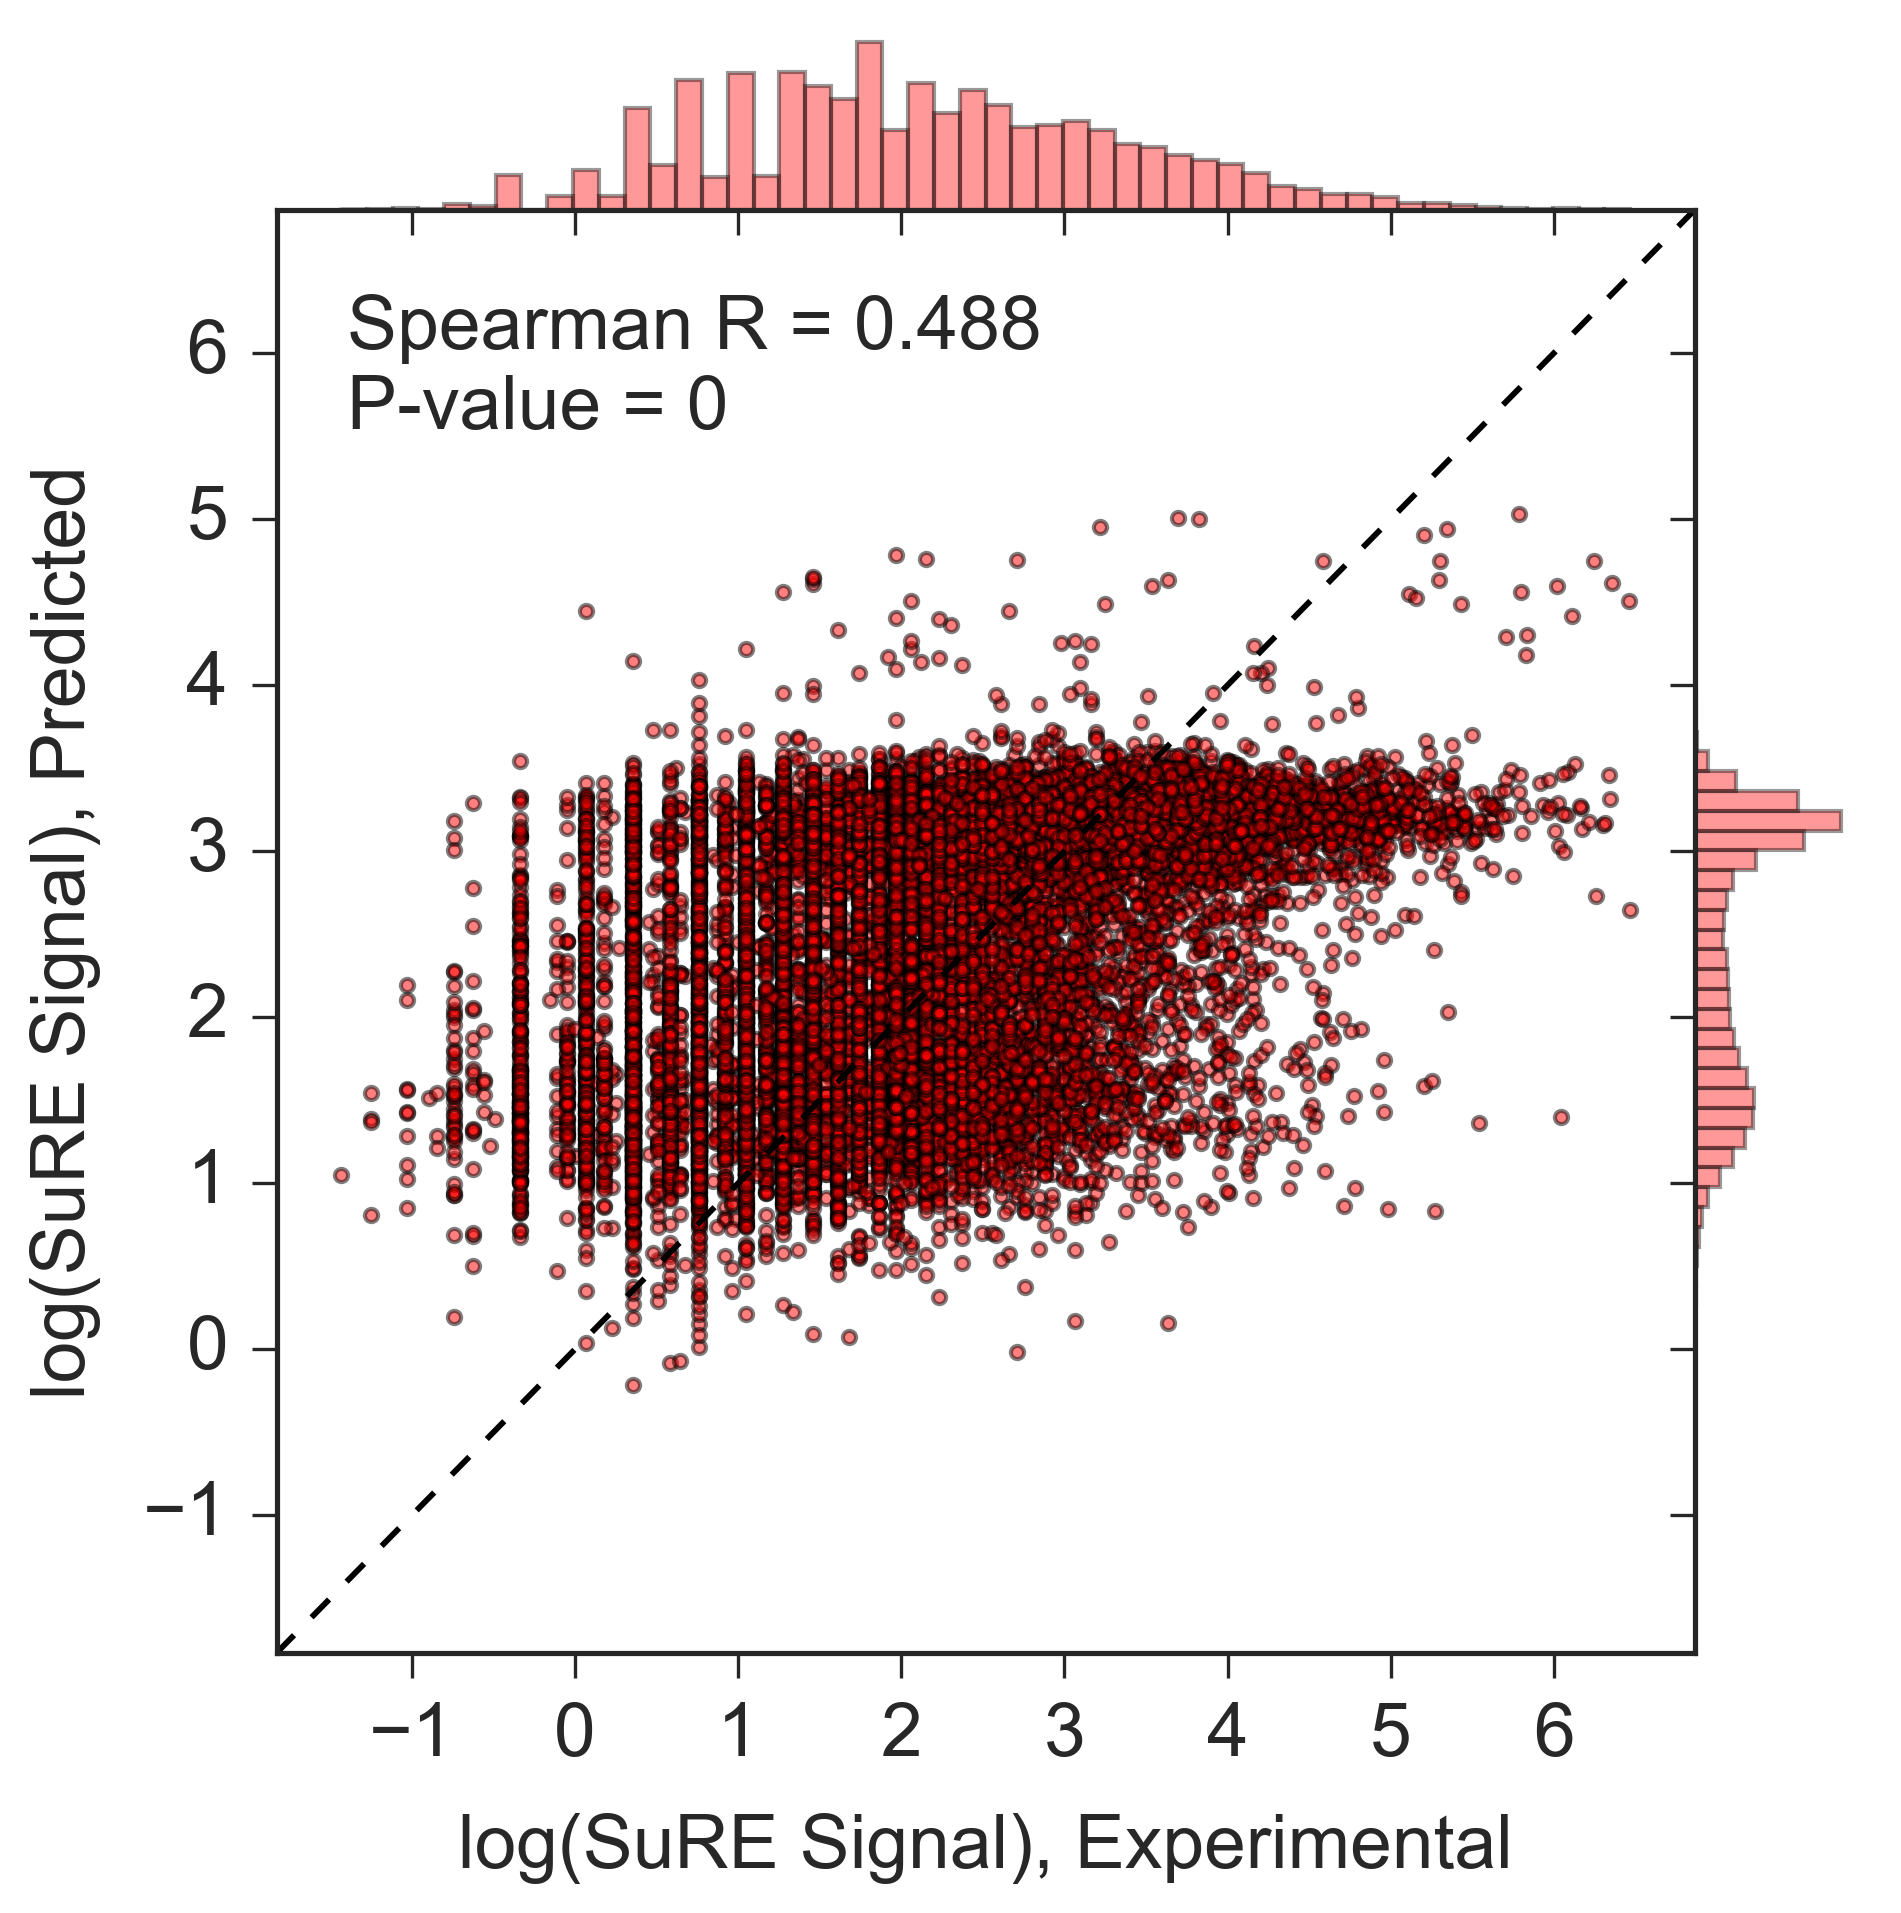 Spearman R = 0.488
P-value = 0
6
5
4
3
2
1
0
−1
log(SuRE Signal), Predicted
−1 0 1 2 3 4 5 6
log(SuRE Signal), Experimental